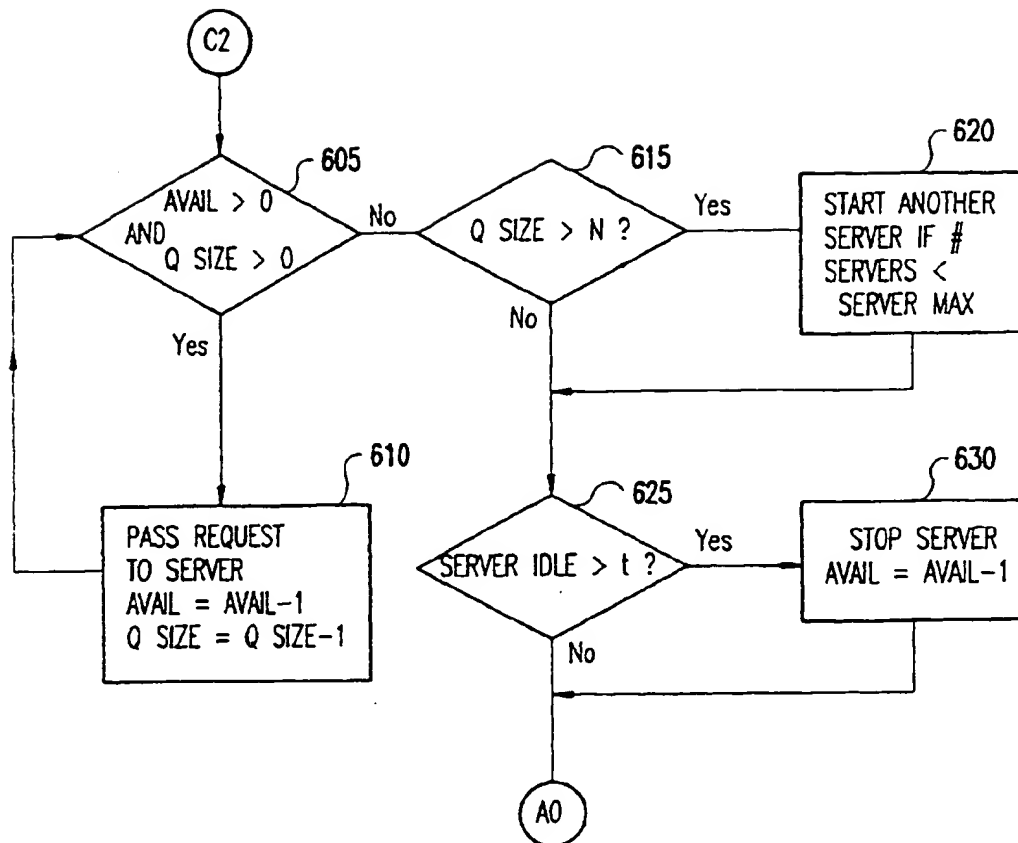 C2
605
AVAIL > 0
AND
Q SIZE > 0
No
Yes
615
Q SIZE > N ?
Yes
No
620
START ANOTHER
SERVER IF #
SERVERS <
SERVER MAX
610
PASS REQUEST
TO SERVER
AVAIL = AVAIL-1
Q SIZE = Q SIZE-1
625
SERVER IDLE > t ?
Yes
No
630
STOP SERVER
AVAIL = AVAIL-1
A0